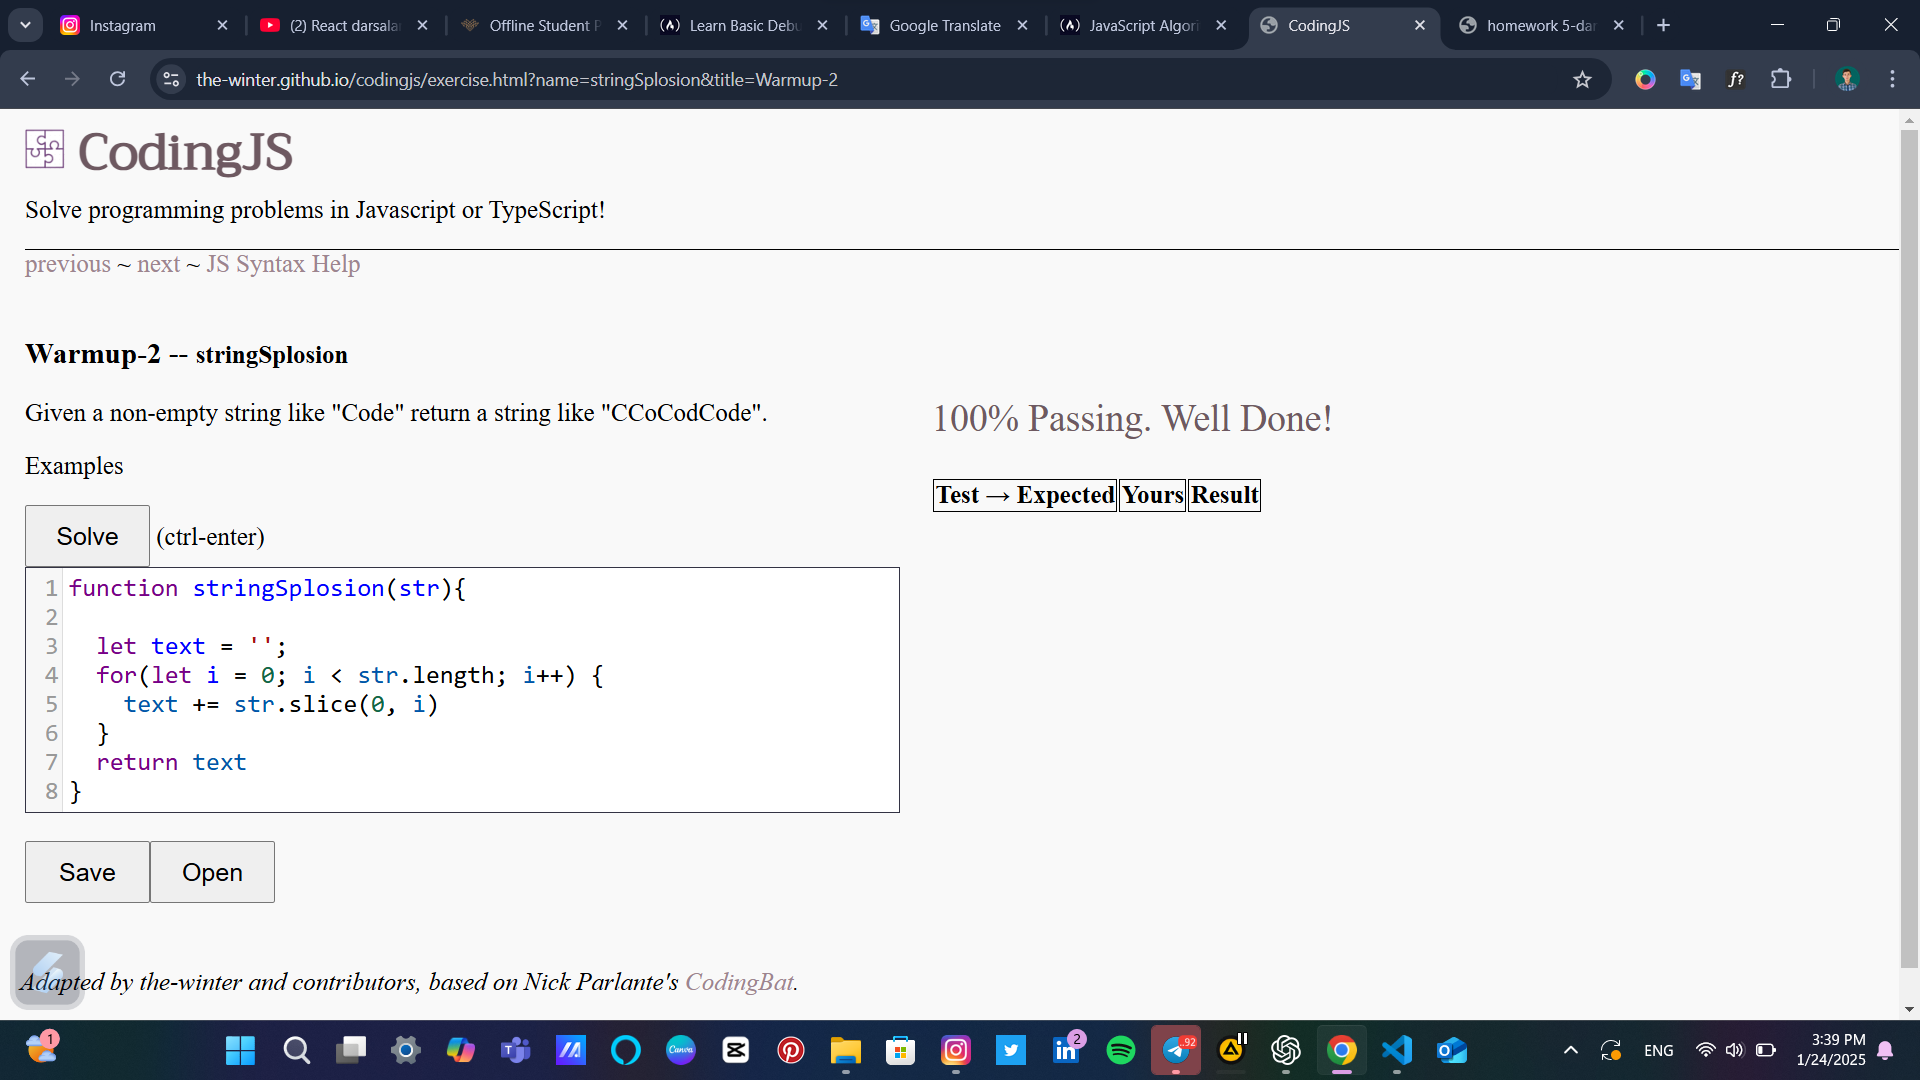 Instagram
(2) React darsala
Offline Student P
Learn Basic Debu
Google Translate
JavaScript Algori
CodingJS
homework 5-dar
the-winter.github.io/codingjs/exercise.html?name=stringSplosion&title=Warmup-2
CodingJS
Solve programming problems in Javascript or TypeScript!
previous ~ next ~ JS Syntax Help
Warmup-2 -- stringSplosion
Given a non-empty string like "Code" return a string like "CCoCodCode".
Examples
Solve (ctrl-enter)
1 function stringSplosion(str){
2
3 let text = '';
4 for(let i = 0; i < str.length; i++) {
5 text += str.slice(0, i)
6 }
7 return text
8 }
Save Open
100% Passing. Well Done!
Test → Expected Yours Result
Adapted by the-winter and contributors, based on Nick Parlante's CodingBat.
1
Canva
2
..92
ENG
3:39 PM
1/24/2025